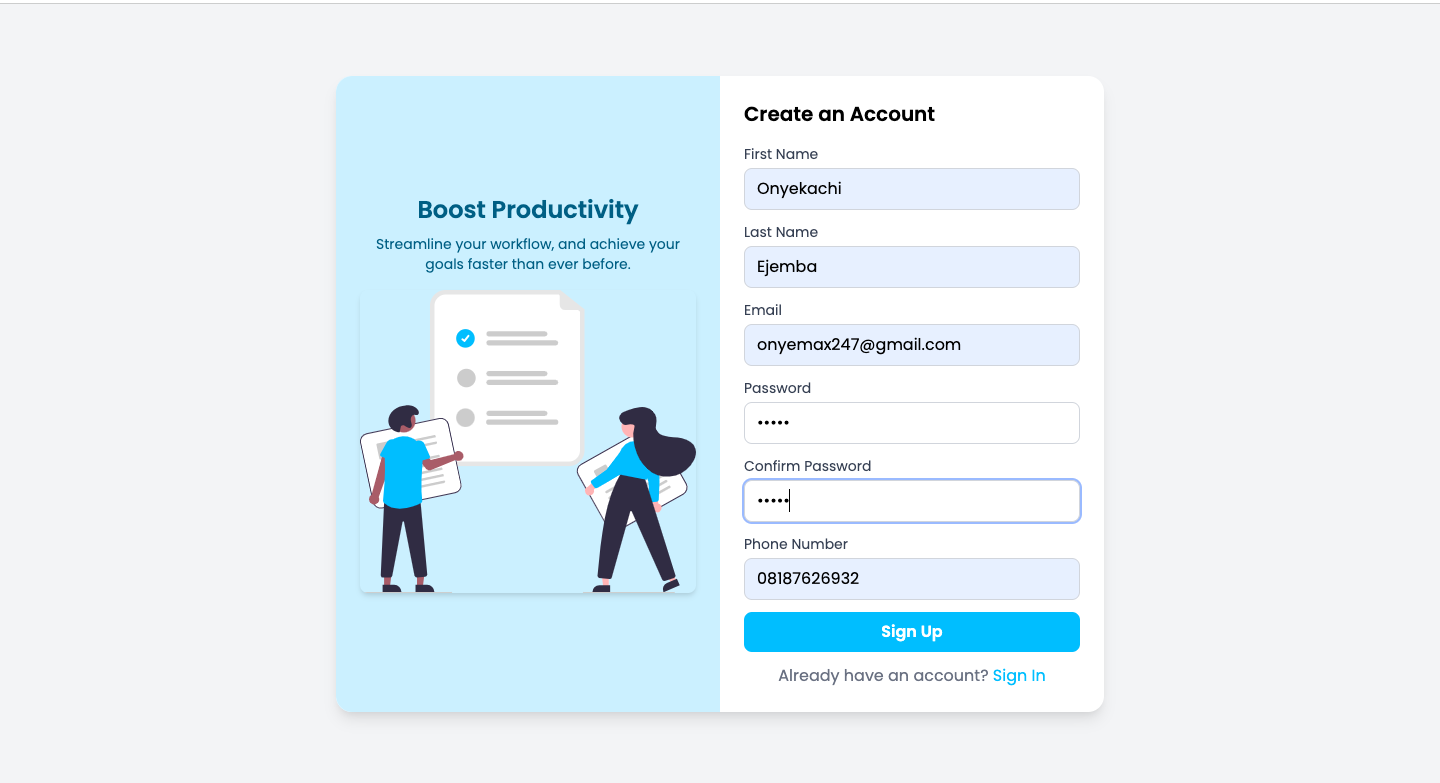 Boost Productivity
Streamline your workflow, and achieve your
goals faster than ever before.
Create an Account
First Name
Onyekachi
Last Name
Ejemba
Email
onyemax247@gmail.com
Password
•••••
Confirm Password
•••••
Phone Number
08187626932
Sign Up
Already have an account? Sign In